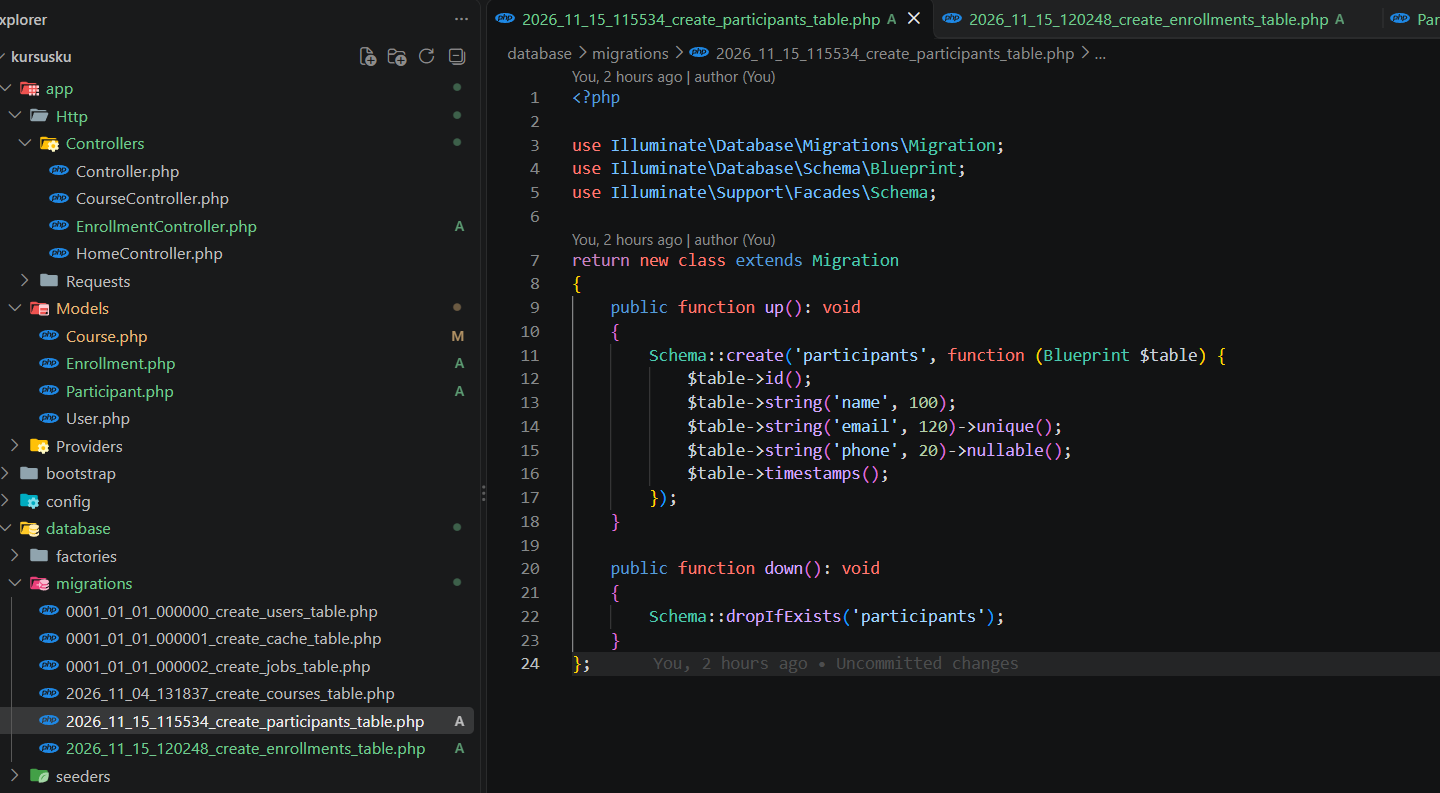 xplorer
...
kursusku
app
Http
Controllers
Controller.php
CourseController.php
EnrollmentController.php A
HomeController.php
Requests
Models
Course.php M
Enrollment.php A
Participant.php A
User.php
Providers
bootstrap
config
database
factories
migrations
0001_01_01_000000_create_users_table.php
0001_01_01_000001_create_cache_table.php
0001_01_01_000002_create_jobs_table.php
2026_11_04_131837_create_courses_table.php
2026_11_15_115534_create_participants_table.php A
2026_11_15_120248_create_enrollments_table.php A
seeders
php 2026_11_15_115534_create_participants_table.php A
php 2026_11_15_120248_create_enrollments_table.php A
php Par
database > migrations > php 2026_11_15_115534_create_participants_table.php > ...
You, 2 hours ago | author (You)
1 <?php
2
3 use Illuminate\Database\Migrations\Migration;
4 use Illuminate\Database\Schema\Blueprint;
5 use Illuminate\Support\Facades\Schema;
6
You, 2 hours ago | author (You)
7 return new class extends Migration
8 {
9 public function up(): void
10 {
11 Schema::create('participants', function (Blueprint $table) {
12 $table->id();
13 $table->string('name', 100);
14 $table->string('email', 120)->unique();
15 $table->string('phone', 20)->nullable();
16 $table->timestamps();
17 });
18 }
19
20 public function down(): void
21 {
22 Schema::dropIfExists('participants');
23 }
24 }; You, 2 hours ago • Uncommitted changes